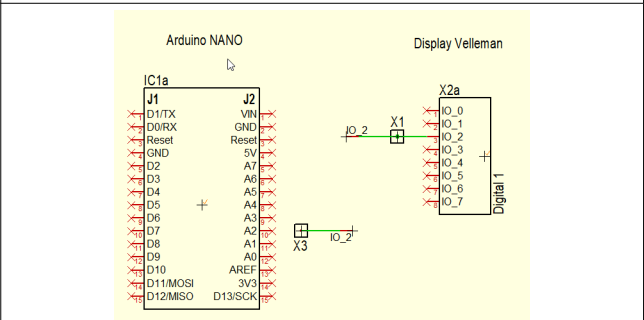 Arduino NANO
Display Velleman
IC1a
J1 J2
D1/TX VIN
D0/RX GND
Reset Reset
GND 5V
D2 A7
D3 A6
D4 A5
D5 A4
D6 A3
D7 A2
D8 A1
D9 A0
D10 AREF
D11/MOSI 3V3
D12/MISO D13/SCK
X1
IO_2
X3
IO_2
X2a
IO_0
IO_1
IO_2
IO_3
IO_4
IO_5
IO_6
IO_7
Digital 1